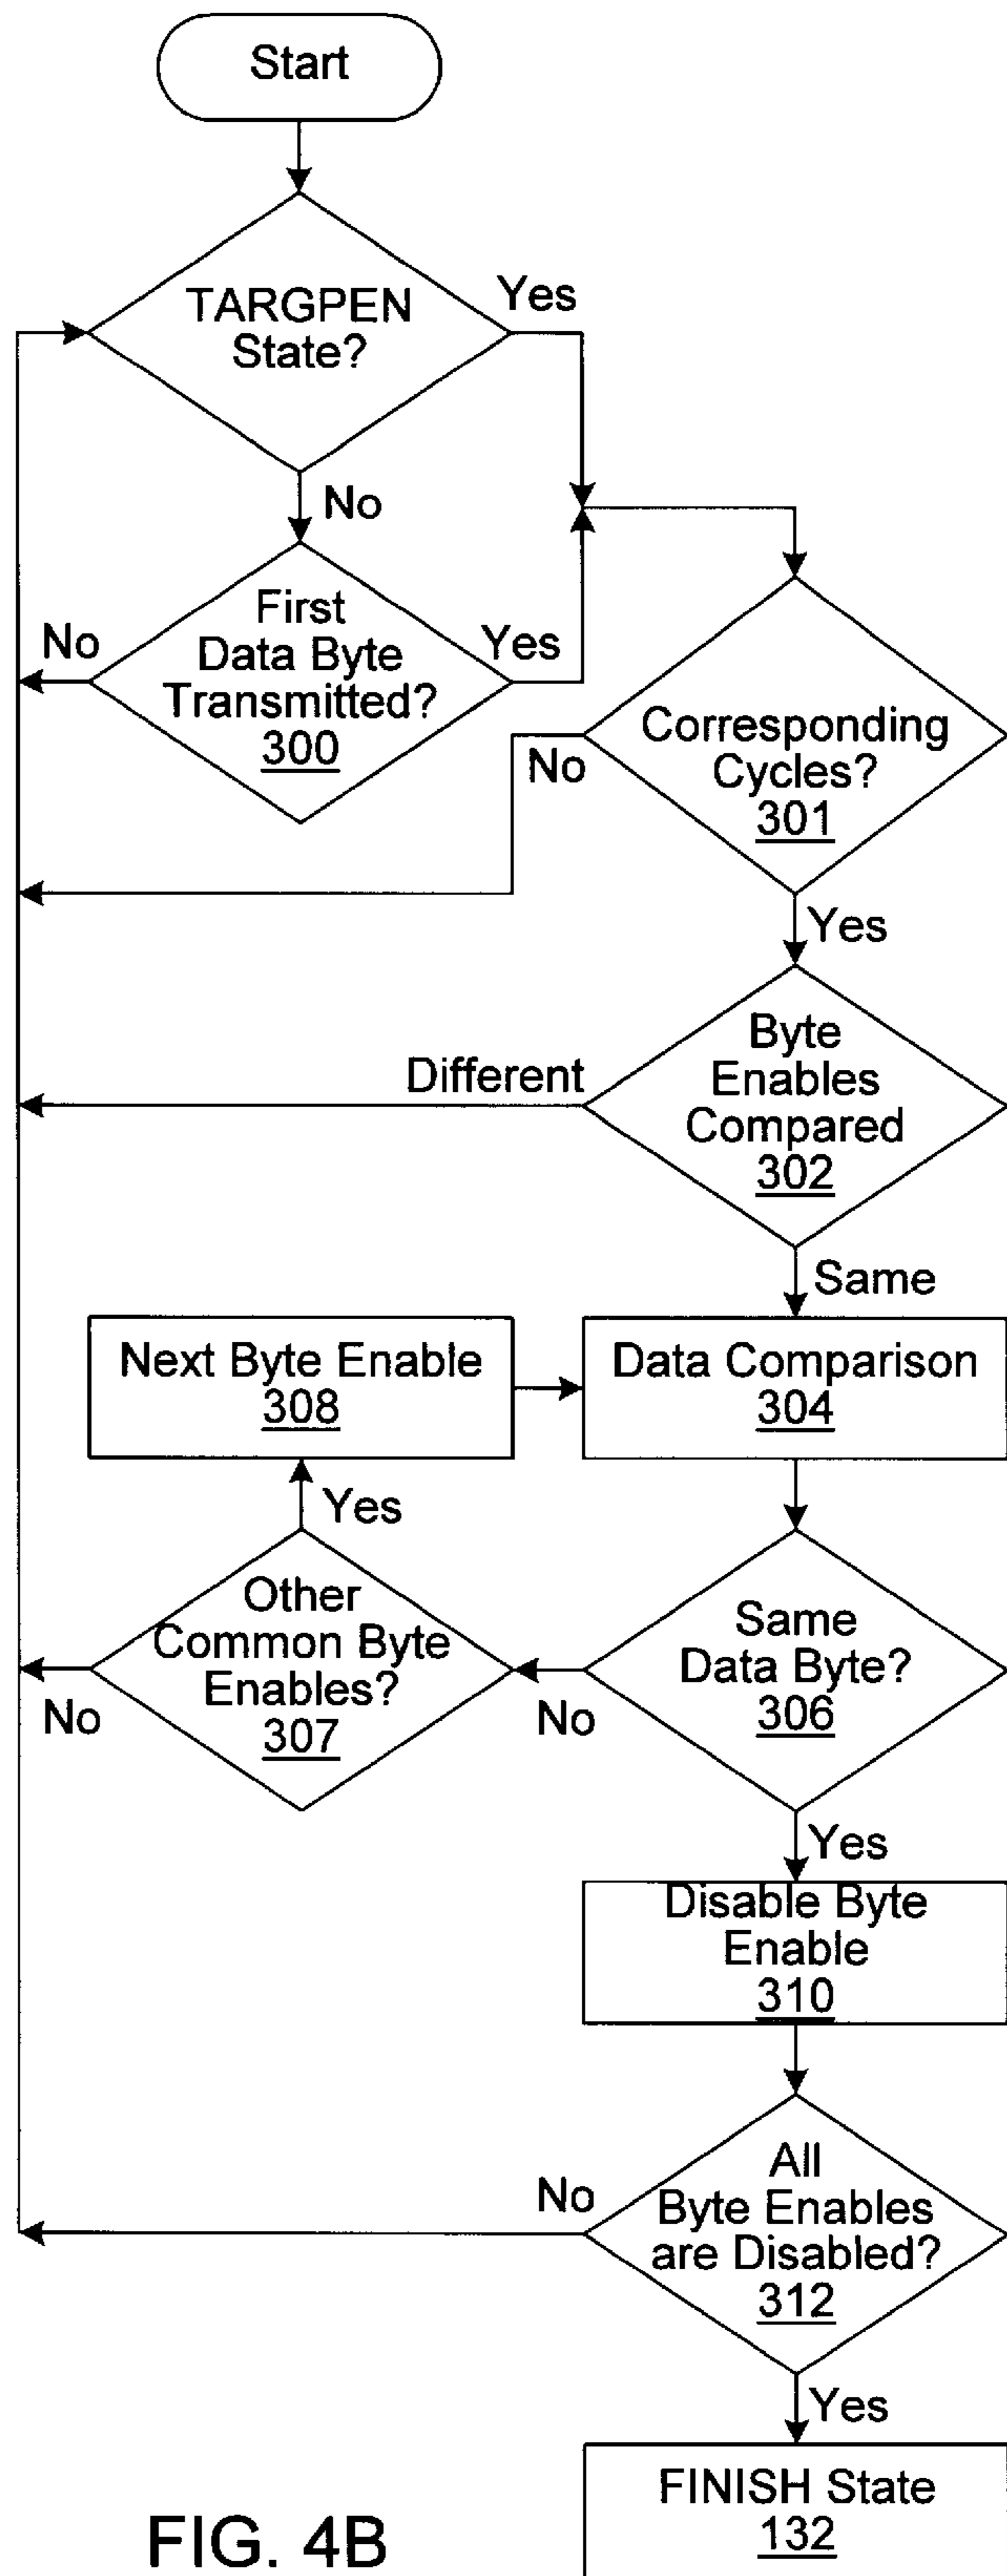 Start
TARGPEN
State?
Yes
No
First
Data Byte
Transmitted?
300
No
Yes
Corresponding
Cycles?
301
No
Yes
Byte
Enables
Compared
302
Different
Same
Next Byte Enable
308
Data Comparison
304
Yes
Other
Common Byte
Enables?
307
No
Same
Data Byte?
306
No
Yes
Disable Byte
Enable
310
All
Byte Enables
are Disabled?
312
No
Yes
FINISH State
132
FIG. 4B